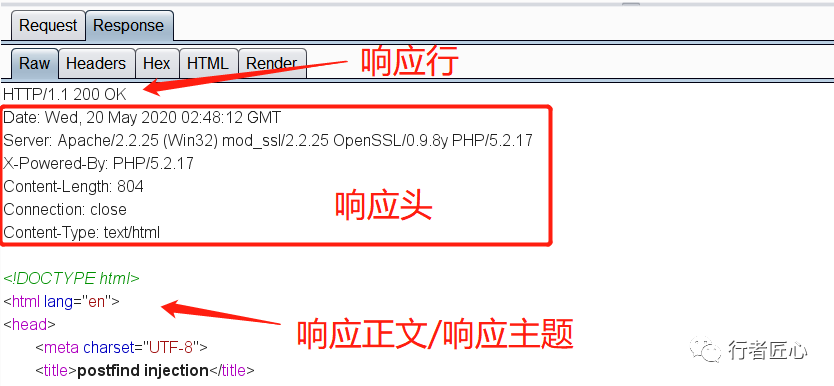 Request Response
Raw Headers Hex HTML Render
响应行
HTTP/1.1 200 OK
Date: Wed, 20 May 2020 02:48:12 GMT
Server: Apache/2.2.25 (Win32) mod_ssl/2.2.25 OpenSSL/0.9.8y PHP/5.2.17
X-Powered-By: PHP/5.2.17
Content-Length: 804
Connection: close
Content-Type: text/html
响应头
<!DOCTYPE html>
<html lang="en">
<head>
响应正文/响应主题
<meta charset="UTF-8">
<title>postfind injection</title>
行者匠心